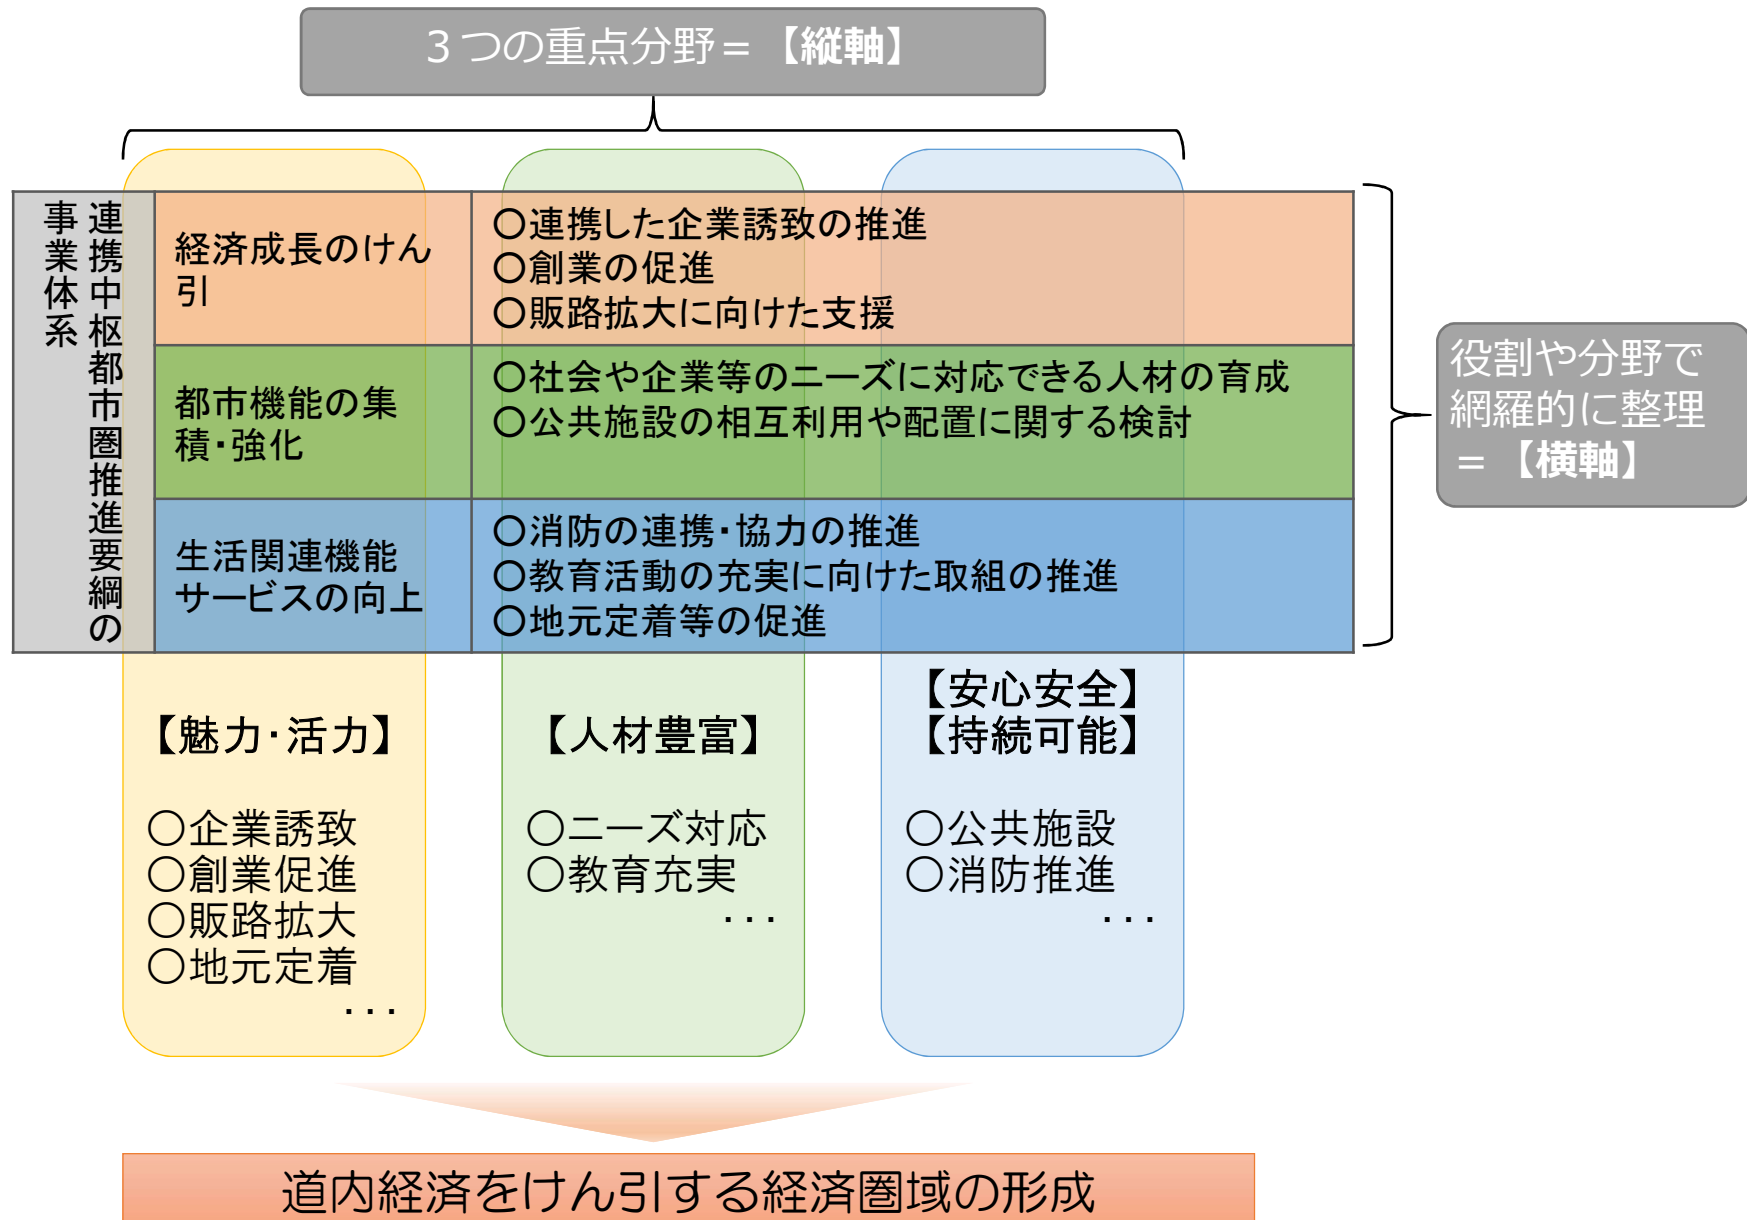 3つの重点分野=【縦軸】
連携中枢都市圏推進要綱の
事業体系
経済成長のけん
引
〇連携した企業誘致の推進
〇創業の促進
〇販路拡大に向けた支援
都市機能の集
積・強化
〇社会や企業等のニーズに対応できる人材の育成
〇公共施設の相互利用や配置に関する検討
生活関連機能
サービスの向上
〇消防の連携・協力の推進
〇教育活動の充実に向けた取組の推進
〇地元定着等の促進
役割や分野で
網羅的に整理
=【横軸】
【魅力・活力】
〇企業誘致
〇創業促進
〇販路拡大
〇地元定着
・・・
【人材豊富】
〇ニーズ対応
〇教育充実
・・・
【安心安全】
【持続可能】
〇公共施設
〇消防推進
・・・
道内経済をけん引する経済圏域の形成